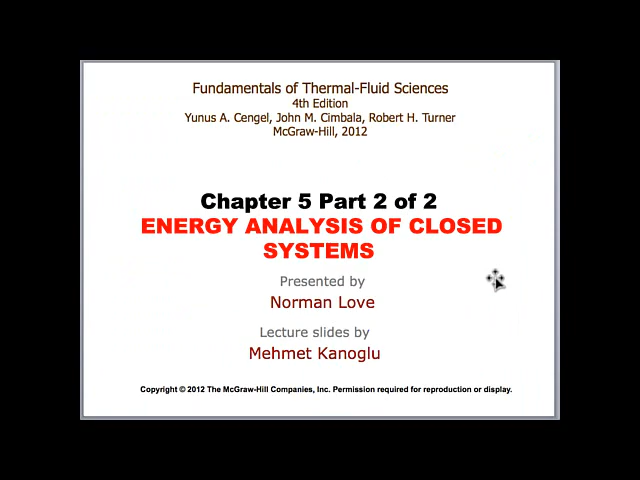 Fundamentals of Thermal-Fluid Sciences
4th Edition
Yunus A. Cengel, John M. Cimbala, Robert H. Turner
McGraw-Hill, 2012
Chapter 5 Part 2 of 2
ENERGY ANALYSIS OF CLOSED
SYSTEMS
Presented by
Norman Love
Lecture slides by
Mehmet Kanoglu
Copyright © 2012 The McGraw-Hill Companies, Inc. Permission required for reproduction or display.